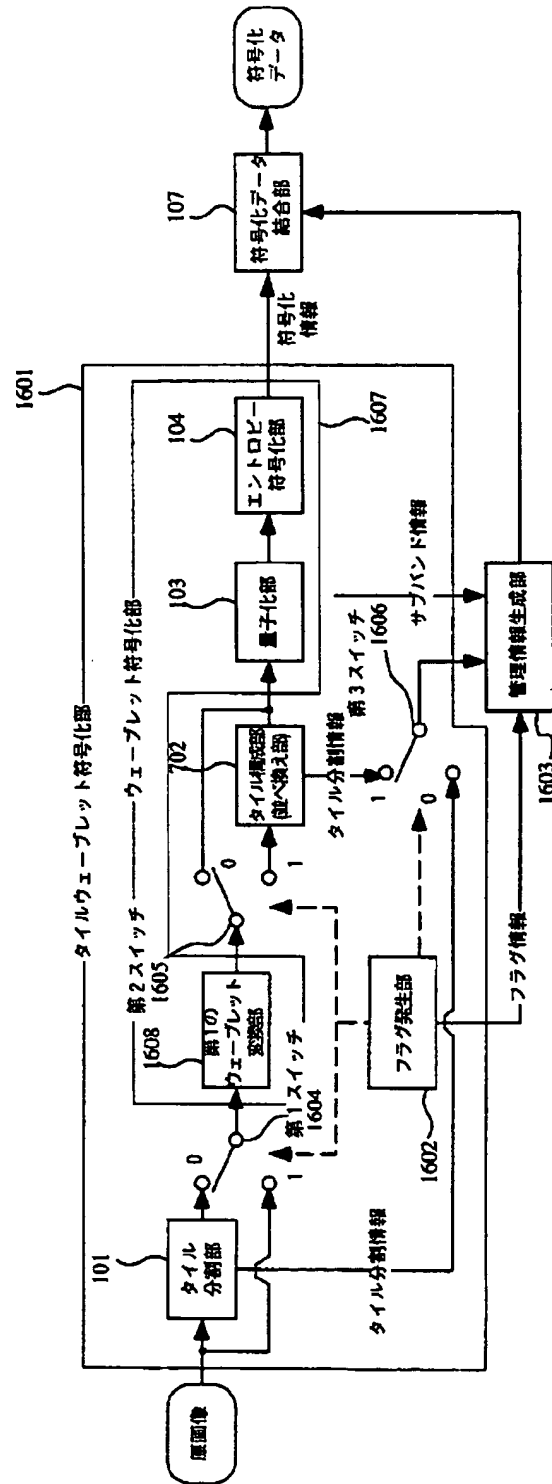 原画像
101
タイル
分割部
タイル分割情報
0
1
第1スイッチ
1604
1608
第1の
ウェーブレット
変換部
第2スイッチ
1605
0
1
702
タイル構成部
(並べ換え部)
タイル分割情報
103
量子化部
104
エントロピー
符号化部
ウェーブレット符号化部
1607
タイルウェーブレット符号化部
1601
フラグ発生部
1602
1
0
第3スイッチ
1606
サブバンド情報
フラグ情報
管理情報生成部
1603
符号化
情報
107
符号化データ
結合部
符号化
データ